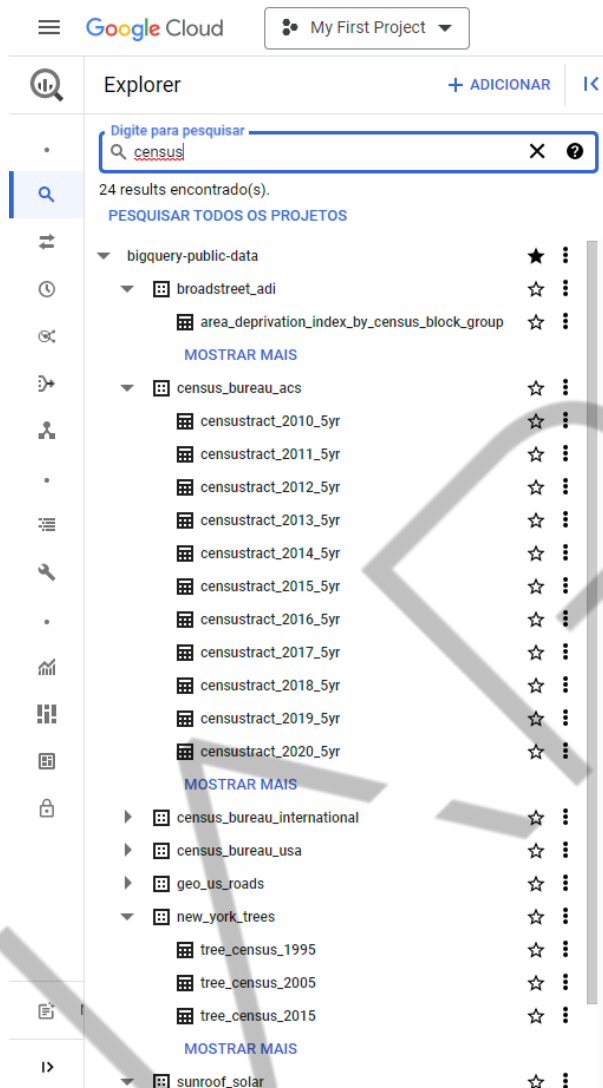 Google Cloud My First Project
Explorer + ADICIONAR
Digite para pesquisar
census
24 results encontrado(s).
PESQUISAR TODOS OS PROJETOS
bigquery-public-data
broadstreet_adi
area_deprivation_index_by_census_block_group
MOSTRAR MAIS
census_bureau_acs
censustract_2010_5yr
censustract_2011_5yr
censustract_2012_5yr
censustract_2013_5yr
censustract_2014_5yr
censustract_2015_5yr
censustract_2016_5yr
censustract_2017_5yr
censustract_2018_5yr
censustract_2019_5yr
censustract_2020_5yr
MOSTRAR MAIS
census_bureau_international
census_bureau_usa
geo_us_roads
new_york_trees
tree_census_1995
tree_census_2005
tree_census_2015
MOSTRAR MAIS
sunroof_solar